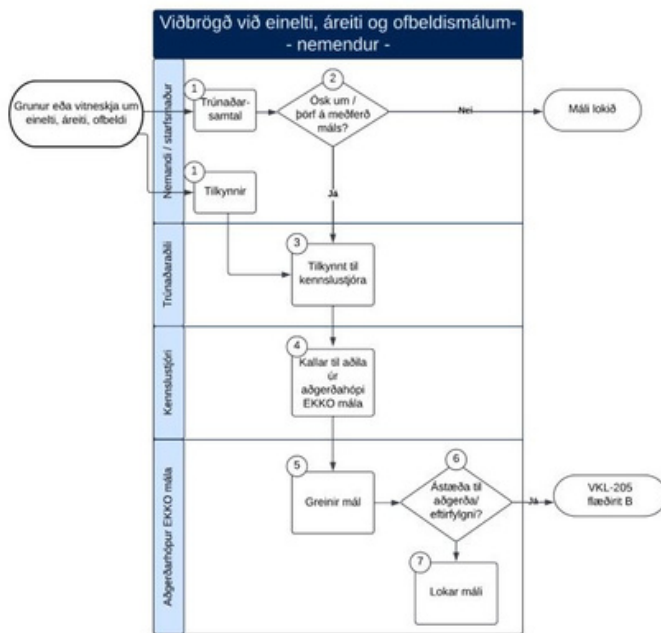 Viðbrögð við einelti, áreiti og ofbeldismálum-
- nemendur -
Grunur eða vitneskja um
einelti, áreiti, ofbeldi
Nemandi / starfsmaður
1
Trúnaðar-
samtal
2
Ósk um /
þörf á meðferð
máls?
Nei
Máli lokið
1
Tilkynnir
Já
Trúnaðaraðili
3
Tilkynnt til
kennslustjóra
Kennslustjóri
4
Kallar til aðila
úr
aðgerðahópi
EKKO mála
Aðgerðarhópur EKKO mála
5
Greinir mál
6
Ástæða til
aðgerða/
eftirfylgni?
Já
VKL-205
flæðirit B
7
Lokar máli